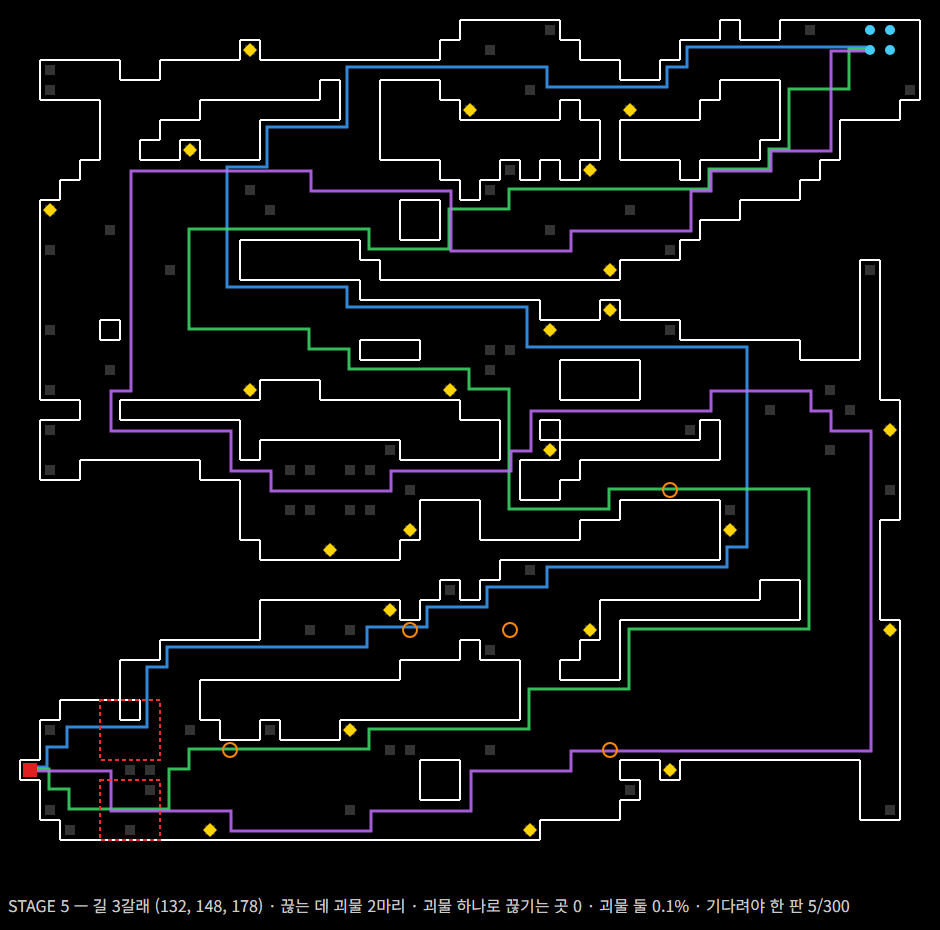 STAGE 5 — 길 3갈래 (132, 148, 178) · 끊는 데 괴물 2마리 · 괴물 하나로 끊기는 곳 0 · 괴물 둘 0.1% · 기다려야 한 판 5/300